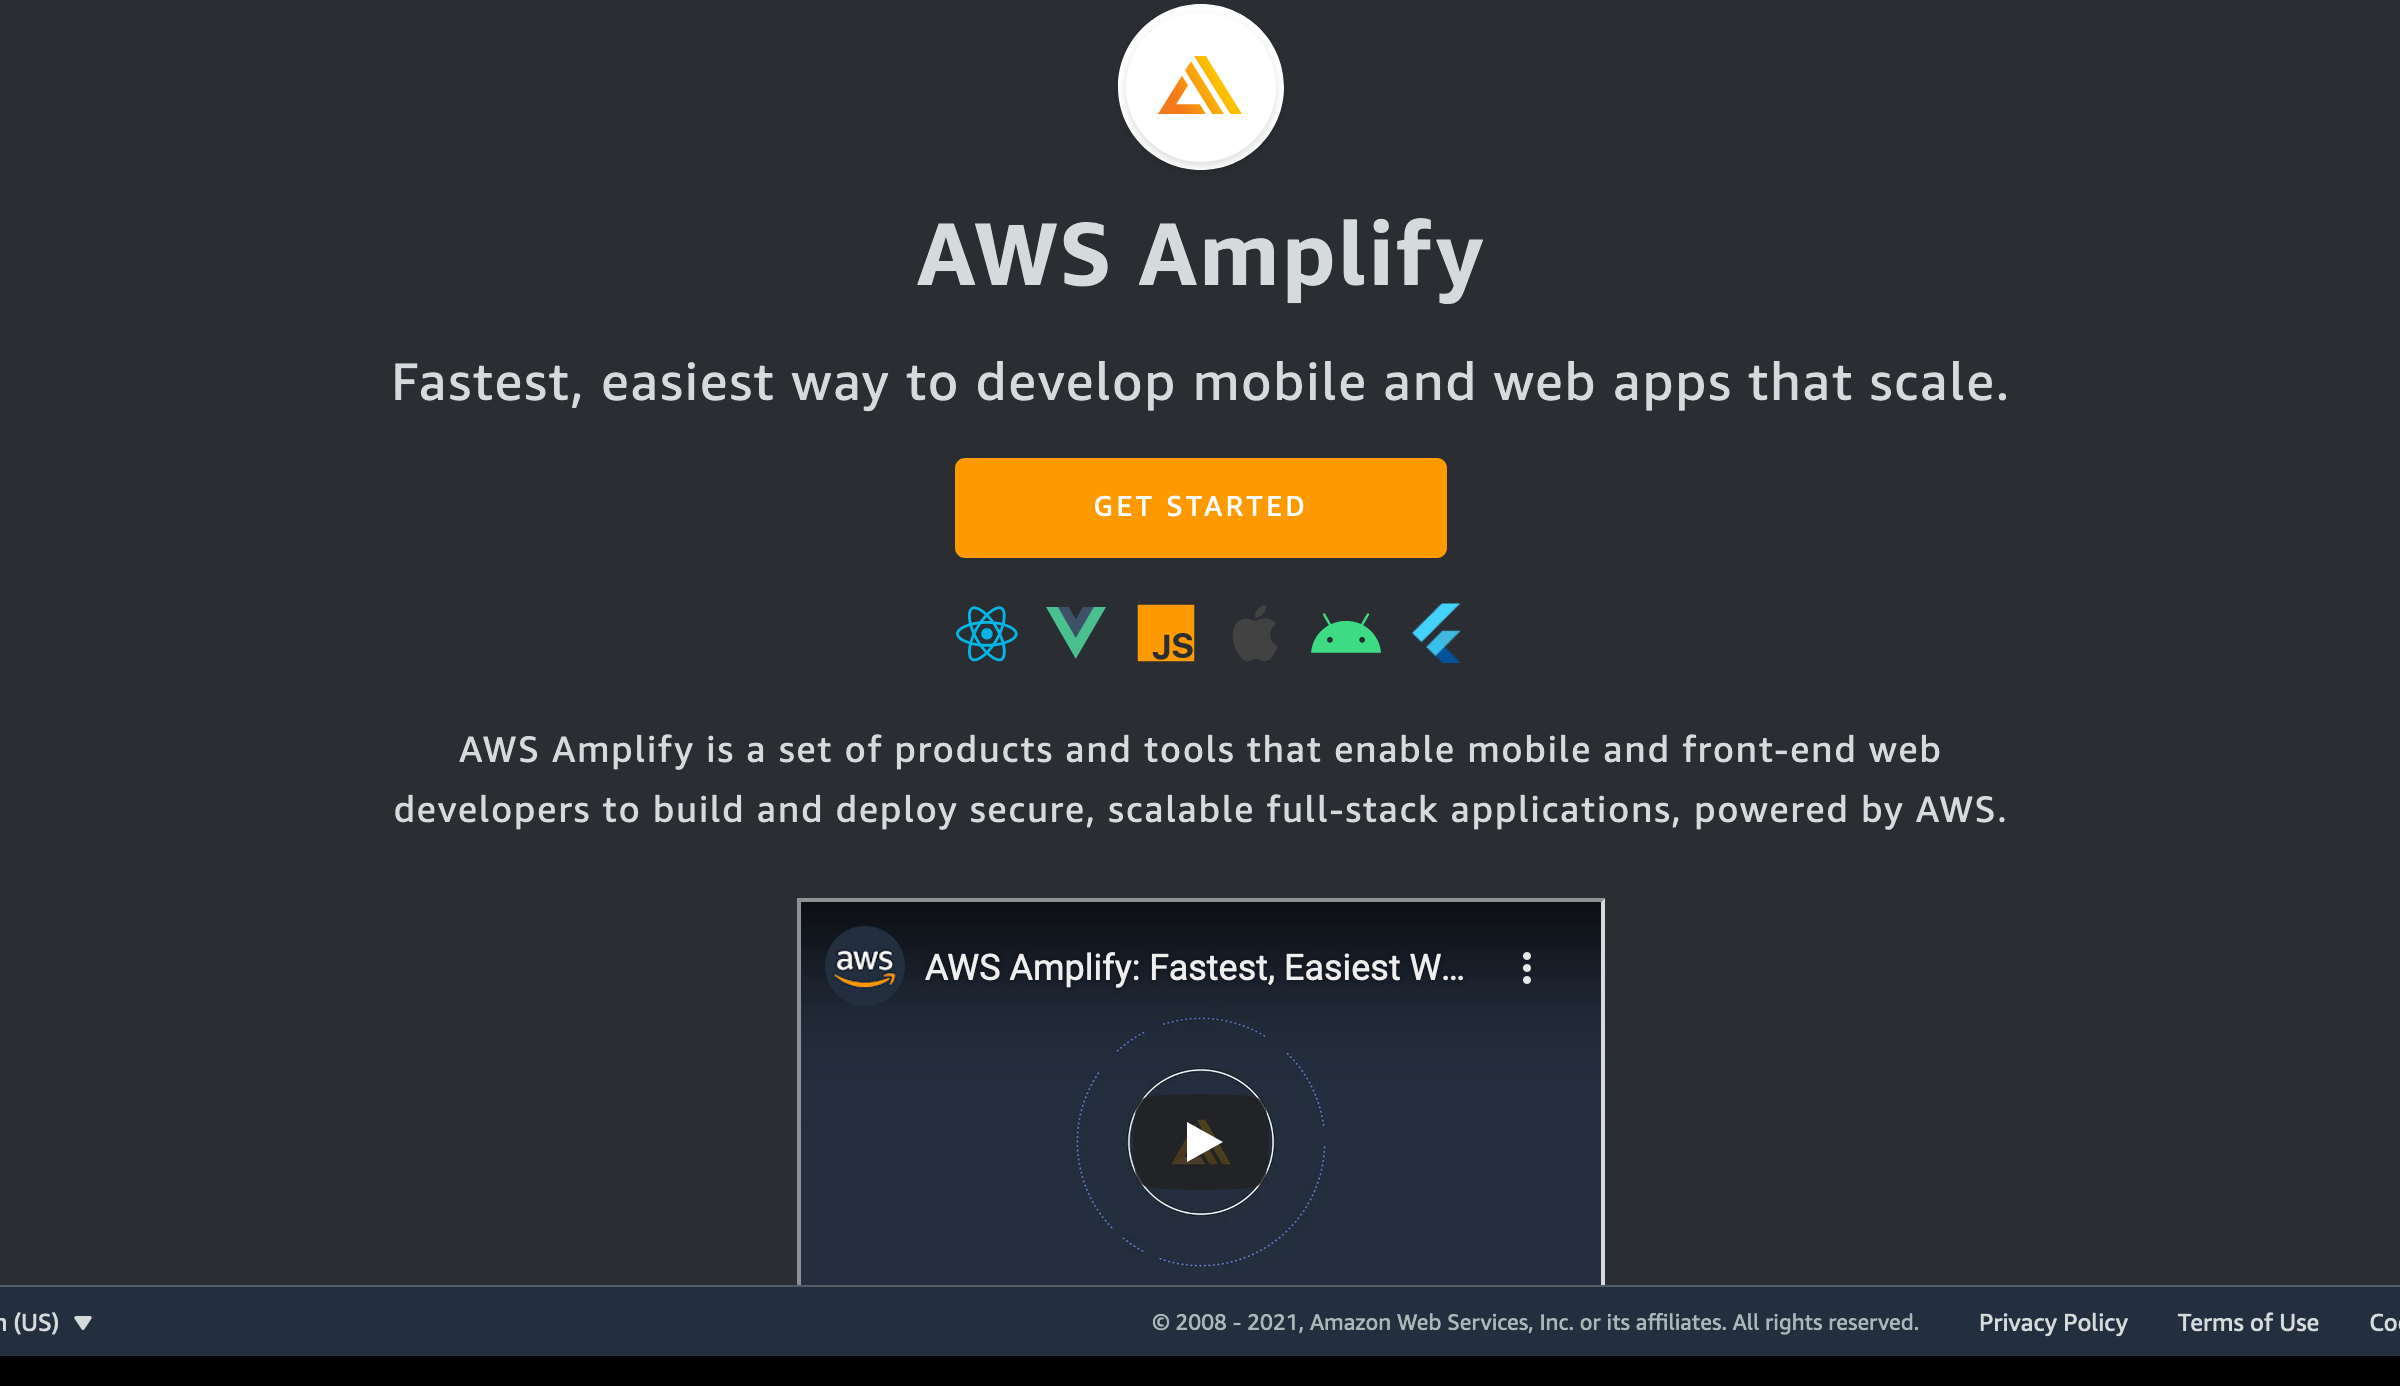 AWS Amplify
Fastest, easiest way to develop mobile and web apps that scale.
GET STARTED
JS
AWS Amplify is a set of products and tools that enable mobile and front-end web
developers to build and deploy secure, scalable full-stack applications, powered by AWS.
aws
AWS Amplify: Fastest, Easiest W...
(US)
© 2008 - 2021, Amazon Web Services, Inc. or its affiliates. All rights reserved.
Privacy Policy
Terms of Use